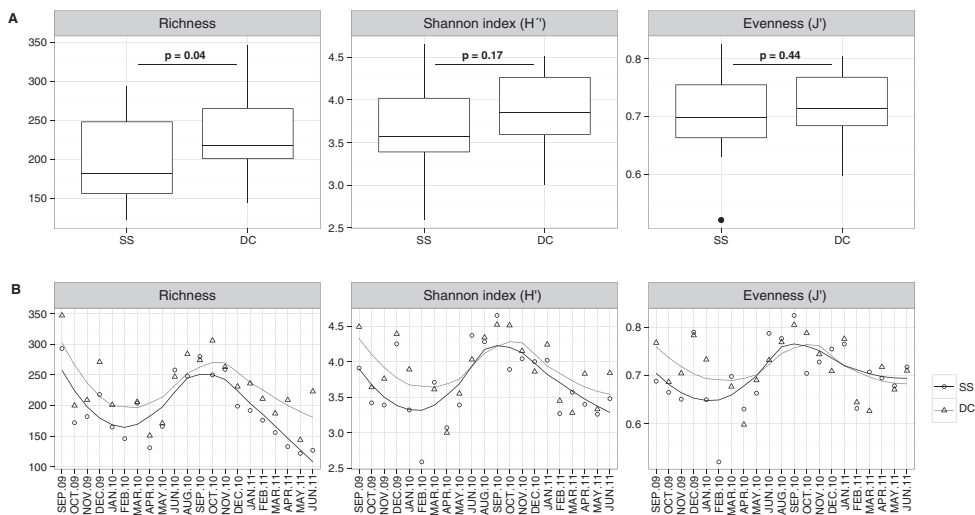 A
Richness
Shannon index (H´')
Evenness (J')
p = 0.04
p = 0.17
p = 0.44
350
300
250
200
150
4.5
4.0
3.5
3.0
2.5
0.8
0.7
0.6
SS DC
SS DC
SS DC
B
Richness
Shannon index (H')
Evenness (J')
350
300
250
200
150
100
4.5
4.0
3.5
3.0
2.5
0.8
0.7
0.6
SS
DC
SEP.09
OCT.09
NOV.09
DEC.09
JAN.10
FEB.10
MAR.10
APR.10
MAY.10
JUN.10
AUG.10
SEP.10
OCT.10
NOV.10
DEC.10
JAN.11
FEB.11
MAR.11
APR.11
MAY.11
JUN.11
SEP.09
OCT.09
NOV.09
DEC.09
JAN.10
FEB.10
MAR.10
APR.10
MAY.10
JUN.10
AUG.10
SEP.10
OCT.10
NOV.10
DEC.10
JAN.11
FEB.11
MAR.11
APR.11
MAY.11
JUN.11
SEP.09
OCT.09
NOV.09
DEC.09
JAN.10
FEB.10
MAR.10
APR.10
MAY.10
JUN.10
AUG.10
SEP.10
OCT.10
NOV.10
DEC.10
JAN.11
FEB.11
MAR.11
APR.11
MAY.11
JUN.11